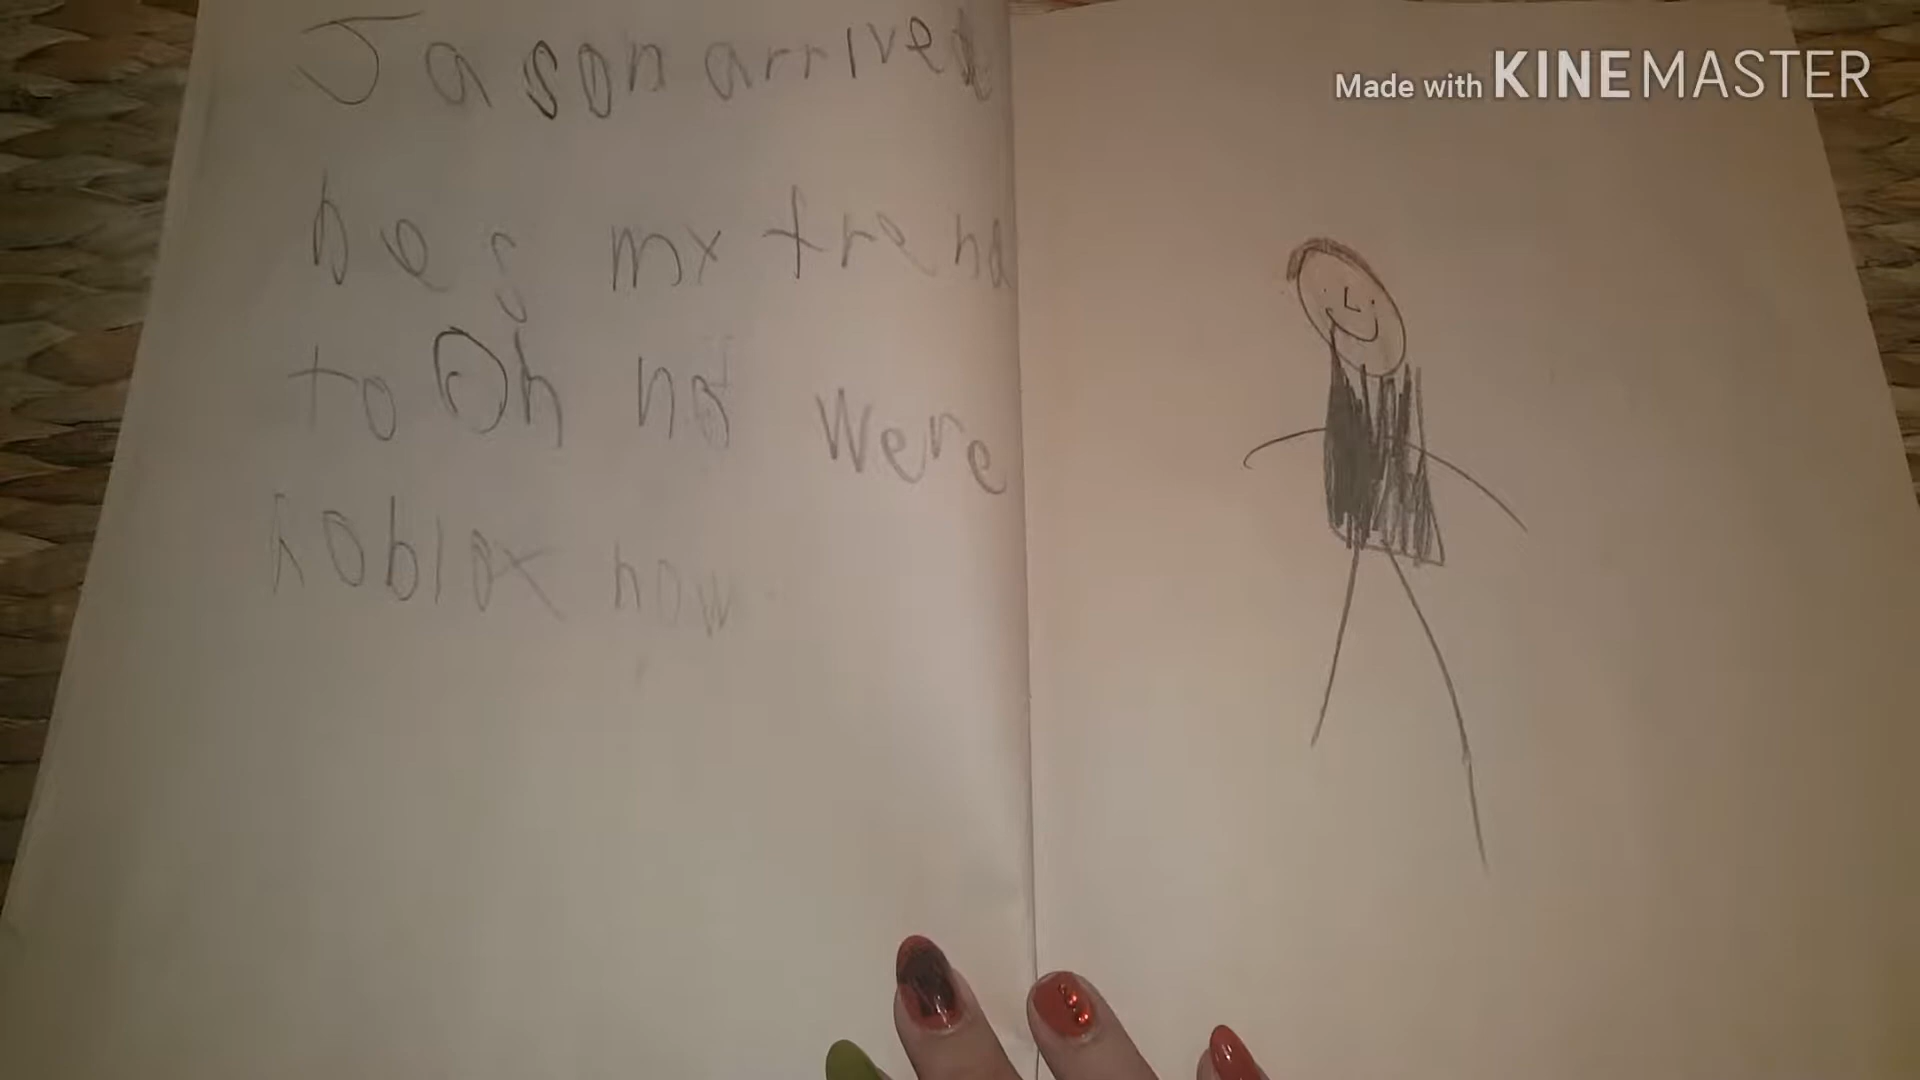 Jason arrived
Made with KINEMASTER
hes my frend
to Oh no were
Roblox now